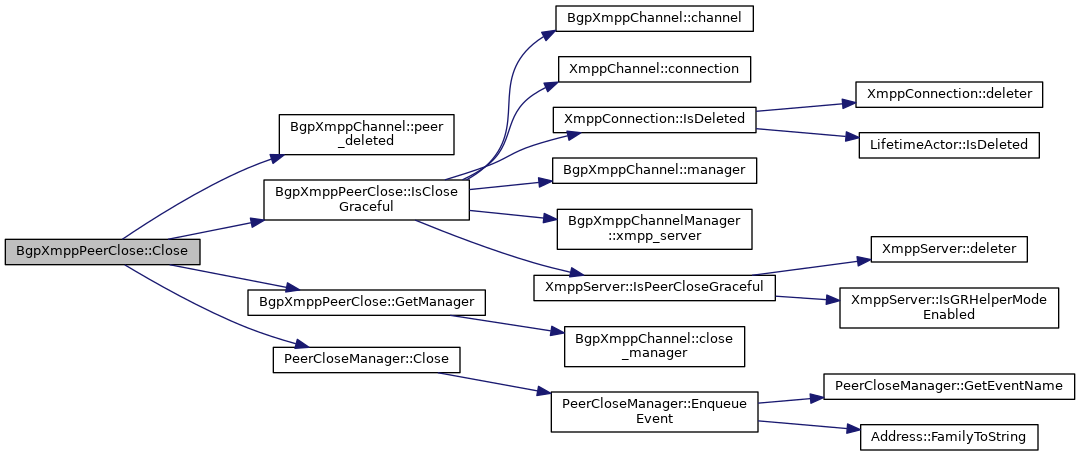 BgpXmppChannel::channel
XmppChannel::connection
XmppConnection::deleter
BgpXmppChannel::peer
_deleted
XmppConnection::IsDeleted
LifetimeActor::IsDeleted
BgpXmppPeerClose::IsClose
Graceful
BgpXmppChannel::manager
BgpXmppChannelManager
::xmpp_server
BgpXmppPeerClose::Close
XmppServer::deleter
XmppServer::IsPeerCloseGraceful
XmppServer::IsGRHelperMode
Enabled
BgpXmppPeerClose::GetManager
BgpXmppChannel::close
_manager
PeerCloseManager::Close
PeerCloseManager::GetEventName
PeerCloseManager::Enqueue
Event
Address::FamilyToString